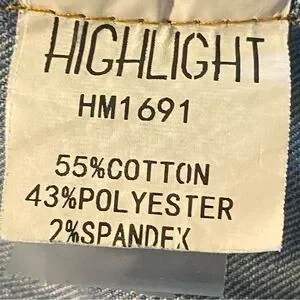 HIGHLIGHT
HM1691
55%COTTON
43%POLYESTER
2%SPANDEX